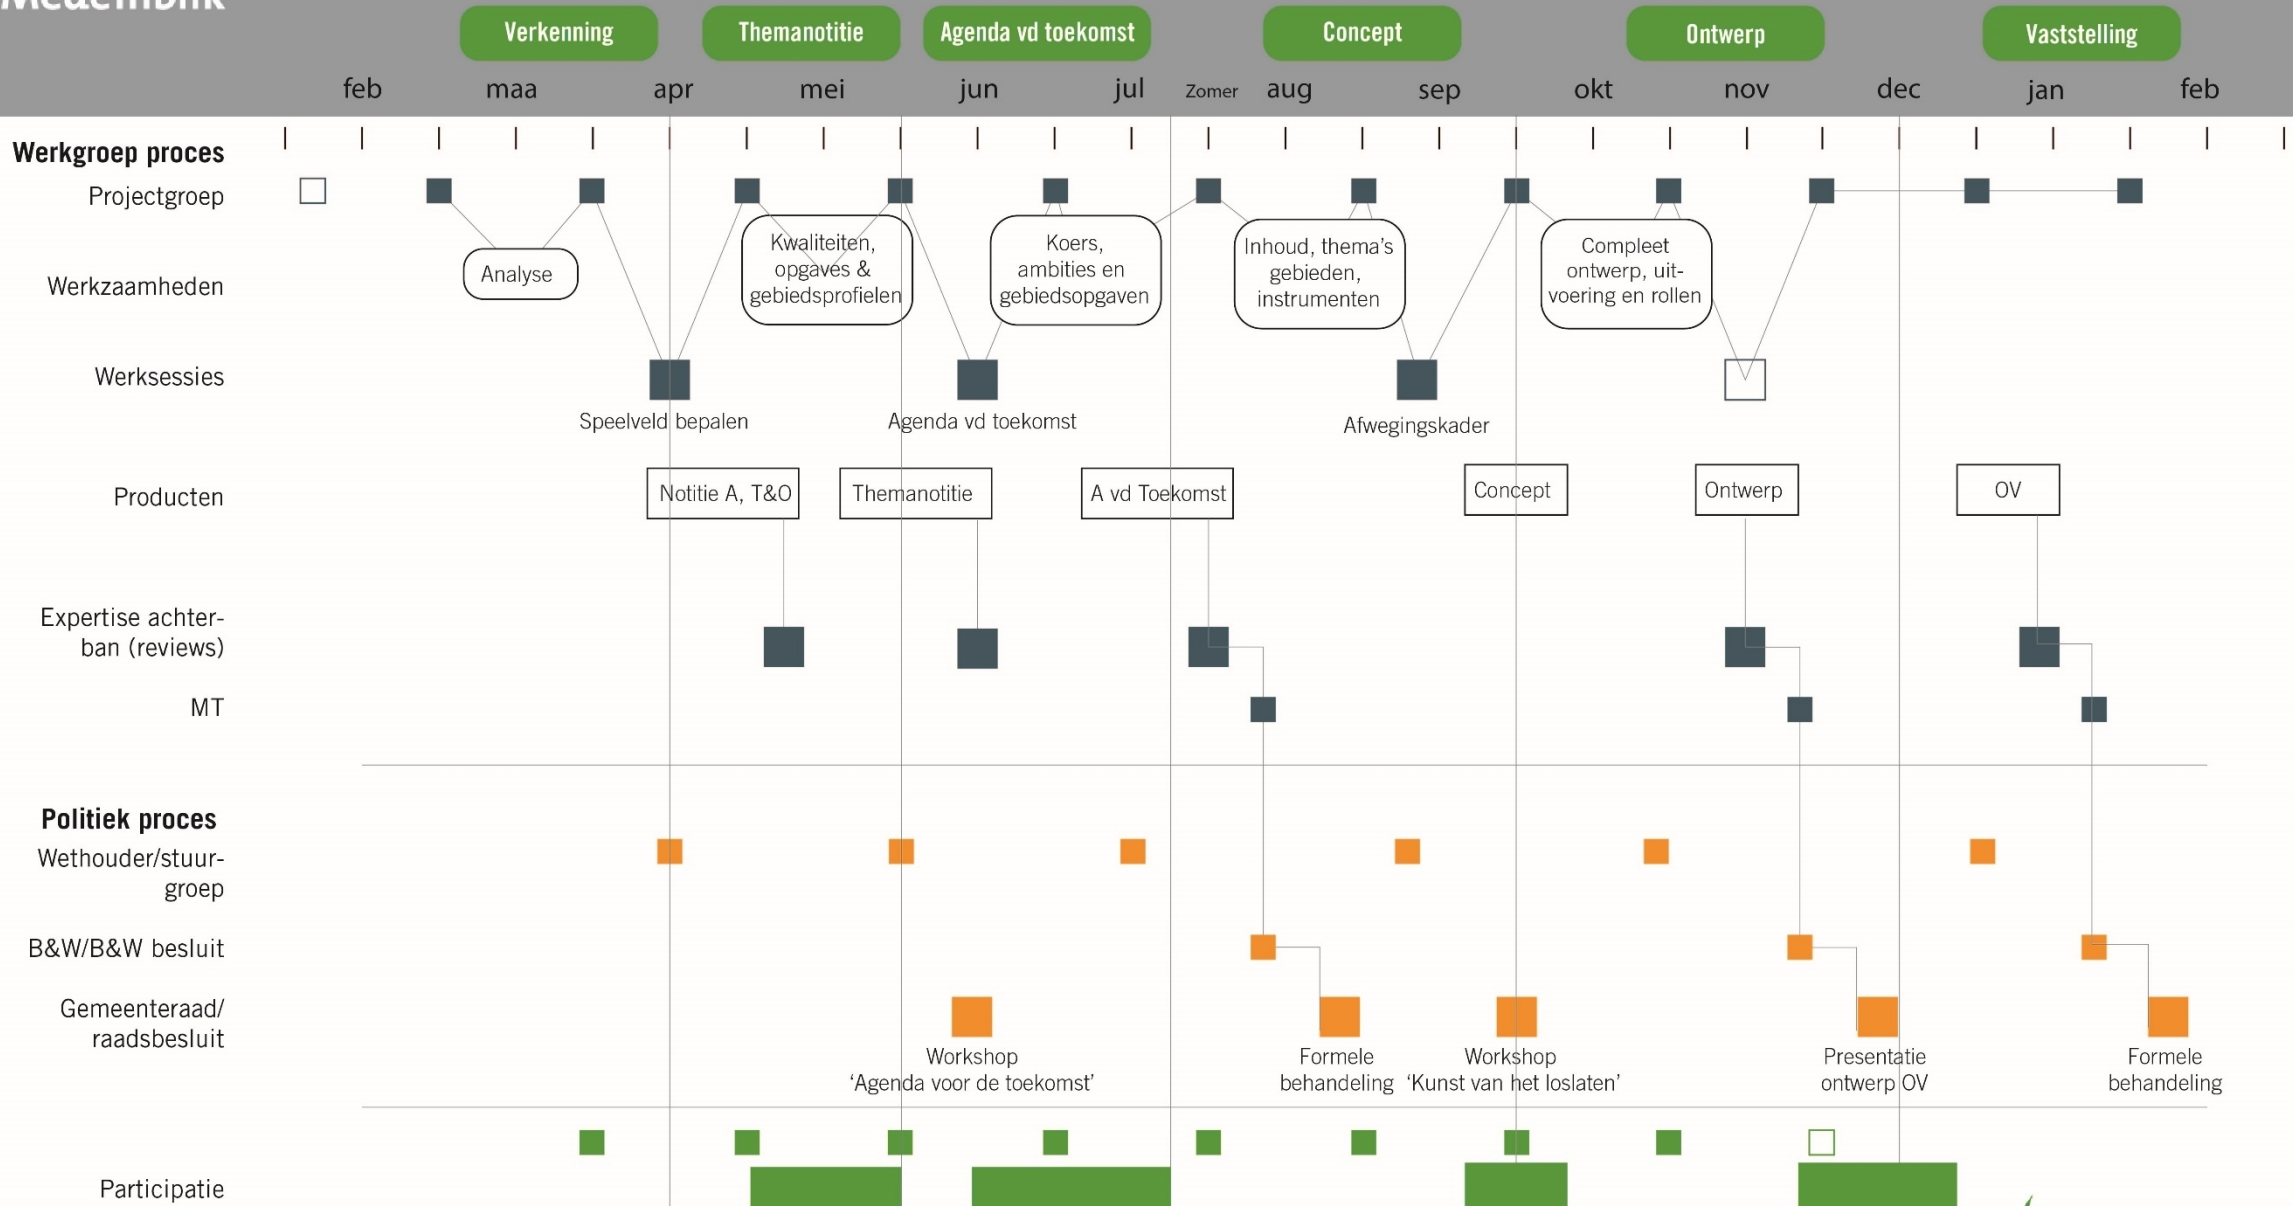 Medemblik
Verkenning
Themanotitie
Agenda vd toekomst
Concept
Ontwerp
Vaststelling
feb
maa
apr
mei
jun
jul
Zomer
aug
sep
okt
nov
dec
jan
feb
Werkgroep proces
Projectgroep
Werkzaamheden
Analyse
Kwaliteiten,
opgaves &
gebiedsprofielen
Koers,
ambities en
gebiedsopgaven
Inhoud, thema's
gebieden,
instrumenten
Compleet
ontwerp, uit-
voering en rollen
Werksessies
Speelveld bepalen
Agenda vd toekomst
Afwegingskader
Producten
Notitie A, T&O
Themanotitie
A vd Toekomst
Concept
Ontwerp
OV
Expertise achter-
ban (reviews)
MT
Politiek proces
Wethouder/stuur-
groep
B&W/B&W besluit
Gemeenteraad/
raadsbesluit
Workshop
‘Agenda voor de toekomst’
Formele
behandeling
Workshop
‘Kunst van het loslaten’
Presentatie
ontwerp OV
Formele
behandeling
Participatie